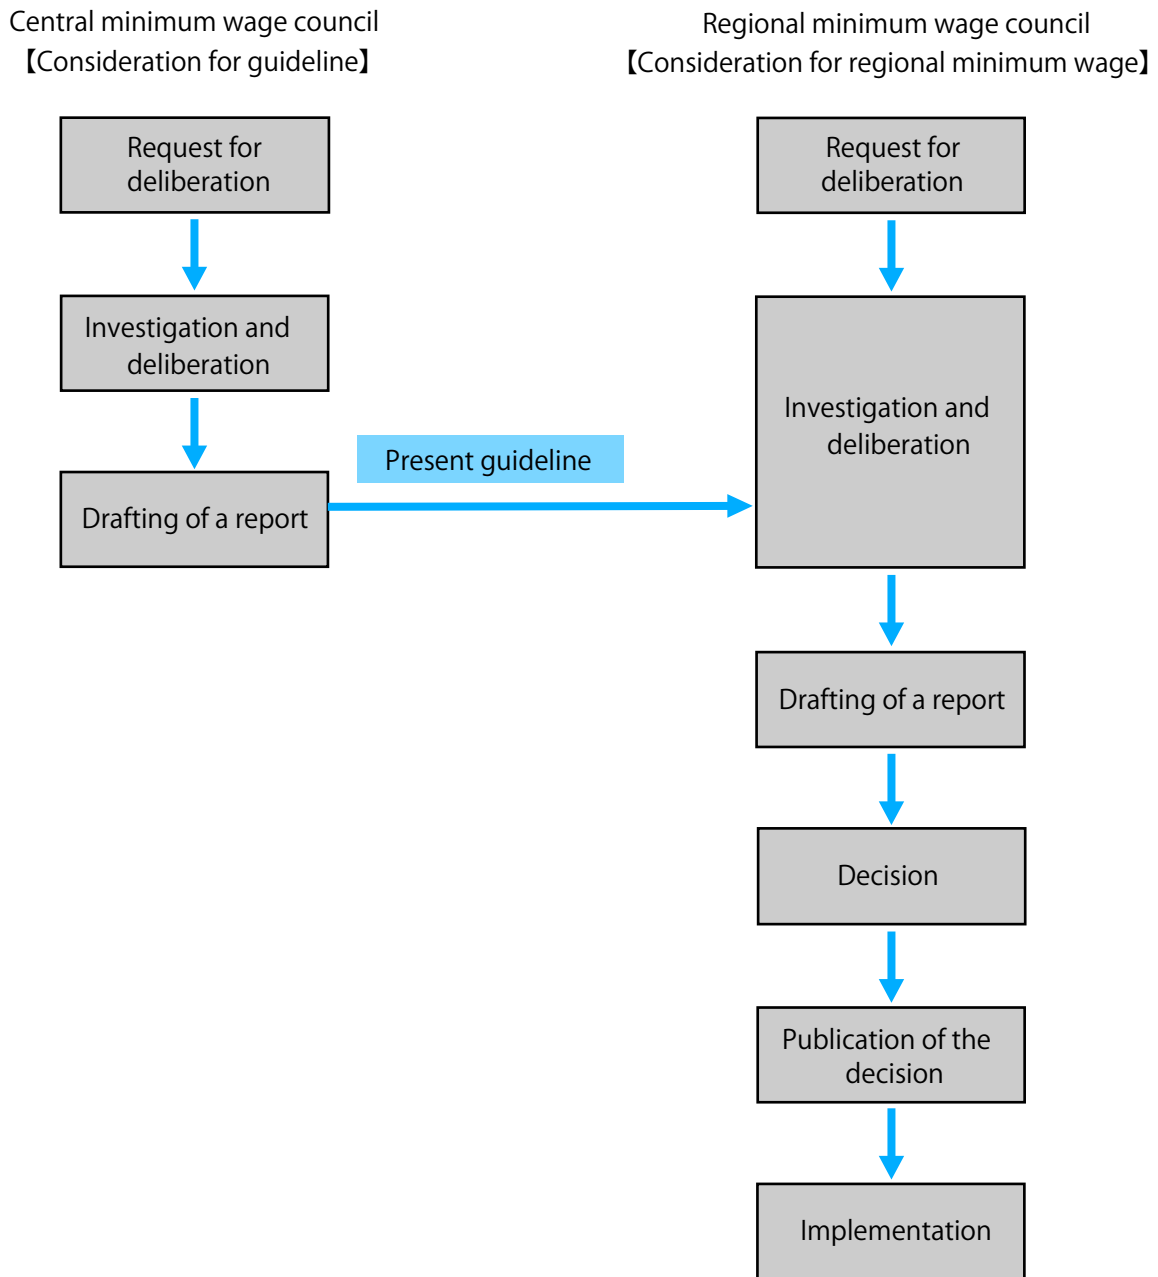 Central minimum wage council
【Consideration for guideline】
Request for
deliberation
Investigation and
deliberation
Drafting of a report
Present guideline
Regional minimum wage council
【Consideration for regional minimum wage】
Request for
deliberation
Investigation and
deliberation
Drafting of a report
Decision
Publication of the
decision
Implementation